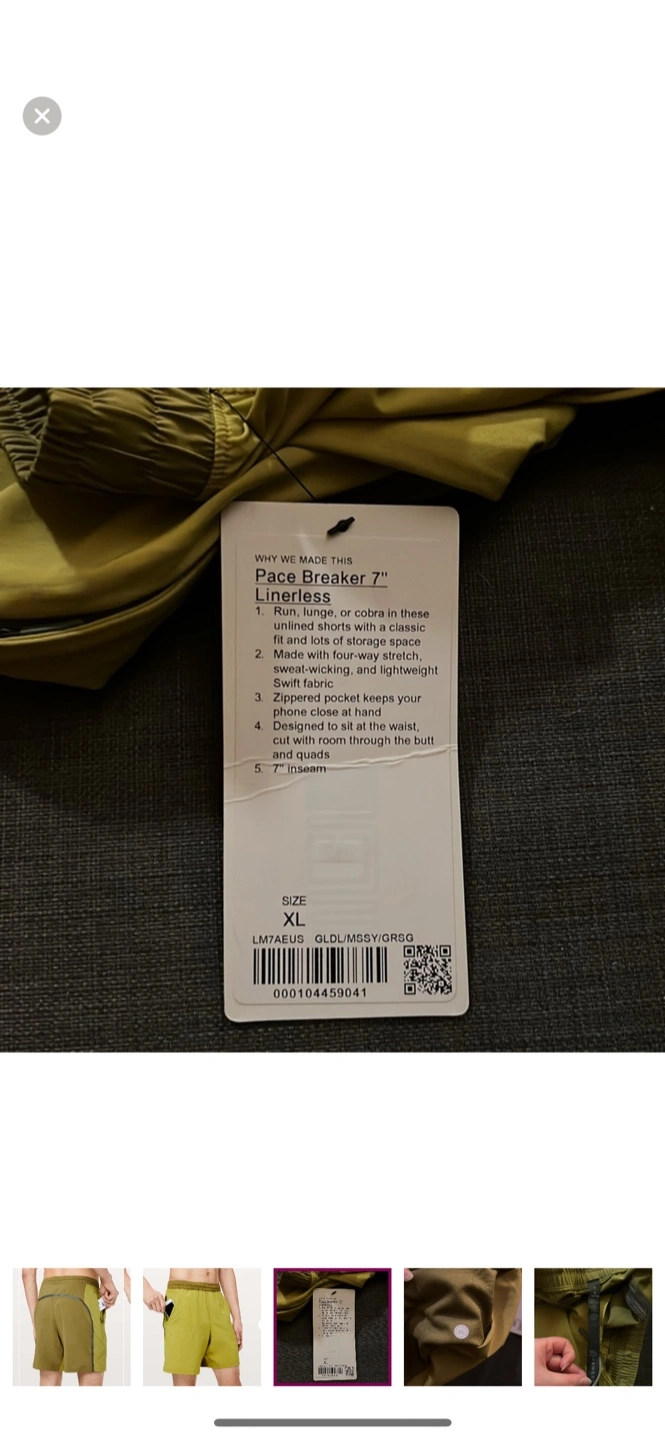 WHY WE MADE THIS
Pace Breaker 7"
Linerless
1. Run, lunge, or cobra in these
unlined shorts with a classic
fit and lots of storage space
2. Made with four-way stretch,
sweat-wicking, and lightweight
Swift fabric
3. Zippered pocket keeps your
phone close at hand
4. Designed to sit at the waist,
cut with room through the butt
and quads
5. 7" inseam
SIZE
XL
LM7AEUS GLDL/MSSY/GRSG
000104459041